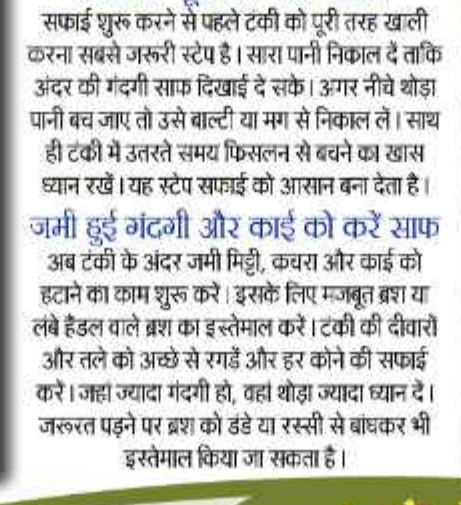 सफाई शुरू करने से पहले टंकी को पूरी तरह खाली
करना सबसे जरूरी स्टेप है। सारा पानी निकाल दें ताकि
अंदर की गंदगी साफ दिखाई दे सके। अगर नीचे थोड़ा
पानी बच जाए तो उसे बाल्टी या मग से निकाल लें। साथ
ही टंकी में उतरते समय फिसलन से बचने का खास
ध्यान रखें। यह स्टेप सफाई को आसान बना देता है।
जमी हुई गंदगी और काई को करें साफ
अब टंकी के अंदर जमी मिट्टी, कचरा और काई को
हटाने का काम शुरू करें। इसके लिए मजबूत ब्रश या
लंबे हैंडल वाले ब्रश का इस्तेमाल करें। टंकी की दीवारों
और तले को अच्छे से रगड़ें और हर कोने की सफाई
करें। जहां ज्यादा गंदगी हो, वहां थोड़ा ज्यादा ध्यान दें।
जरूरत पड़ने पर ब्रश को डंडे या रस्सी से बांधकर भी
इस्तेमाल किया जा सकता है।